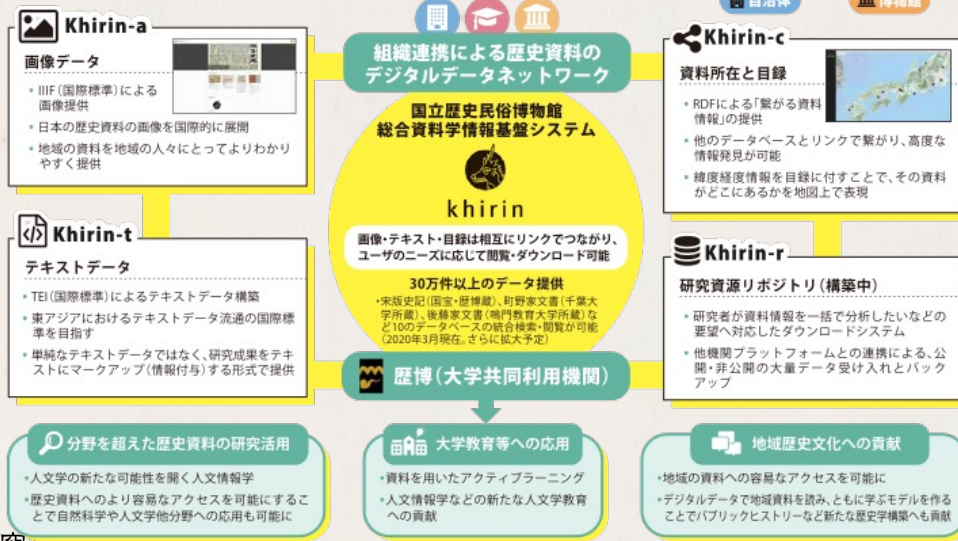 自治体
博物館
Khirin-a
画像データ
• IIIF（国際標準）による
画像提供
• 日本の歴史資料の画像を国際的に展開
• 地域の資料を地域の人々にとってよりわかり
やすく提供
Khirin-t
テキストデータ
• TEI（国際標準）によるテキストデータ構築
• 東アジアにおけるテキストデータ流通の国際標
準を目指す
• 単純なテキストデータではなく、研究成果をテキ
ストにマークアップ（情報付与）する形式で提供
組織連携による歴史資料の
デジタルデータネットワーク
国立歴史民俗博物館
総合資料学情報基盤システム
khirin
画像・テキスト・目録は相互にリンクでつながり、
ユーザのニーズに応じて閲覧・ダウンロード可能
30万件以上のデータ提供
・宋版史記（国宝・歴博蔵）、町野家文書（千葉大
学所蔵）、後藤家文書（鳴門教育大学所蔵）な
ど10のデータベースの統合検索・閲覧が可能
（2020年3月現在。さらに拡大予定）
歴博（大学共同利用機関）
Khirin-c
資料所在と目録
• RDFによる「繋がる資料
情報」の提供
• 他のデータベースとリンクで繋がり、高度な
情報発見が可能
• 緯度経度情報を目録に付すことで、その資料
がどこにあるかを地図上で表現
Khirin-r
研究資源リポジトリ（構築中）
• 研究者が資料情報を一括で分析したいなどの
要望へ対応したダウンロードシステム
• 他機関プラットフォームとの連携による、公
開・非公開の大量データ受け入れとバック
アップ
分野を超えた歴史資料の研究活用
・人文学の新たな可能性を開く人文情報学
・歴史資料へのより容易なアクセスを可能にするこ
とで自然科学や人文学他分野への応用も可能に
大学教育等への応用
・資料を用いたアクティブラーニング
・人文情報学などの新たな人文学教育
への貢献
地域歴史文化への貢献
・地域の資料への容易なアクセスを可能に
・デジタルデータで地域資料を読み、ともに学ぶモデルを作る
ことでパブリックヒストリーなど新たな歴史学構築へも貢献